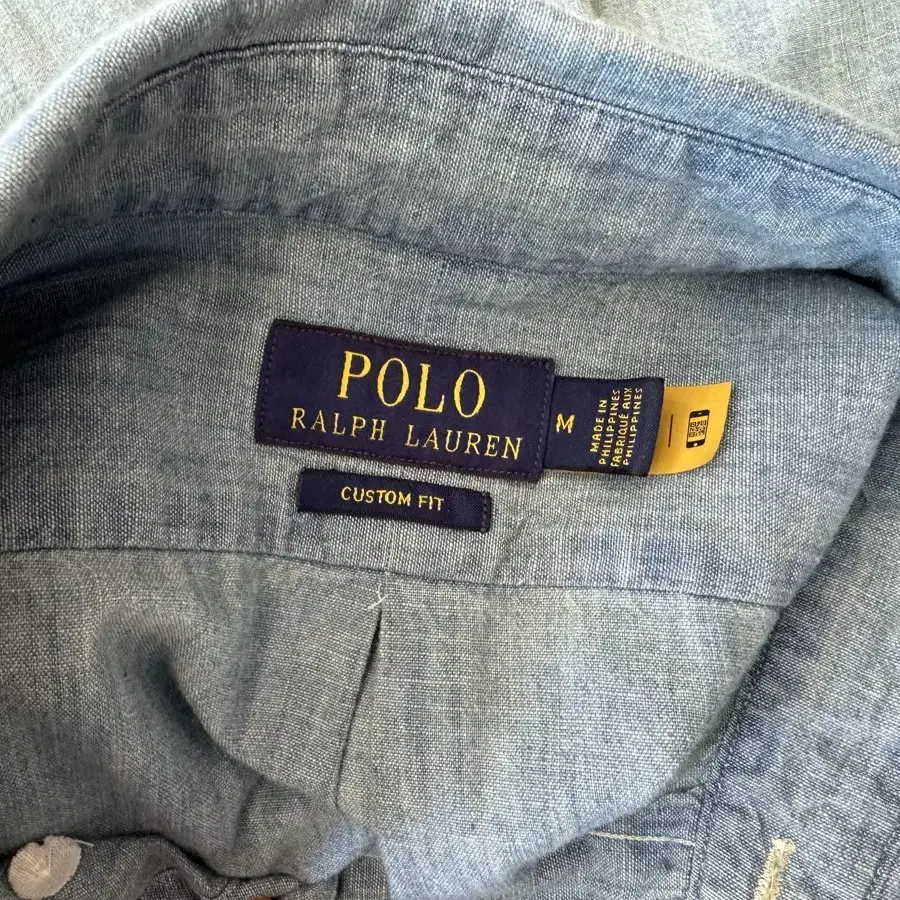 POLO
RALPH LAUREN
M
MADE IN
PHILIPPINES
FABRIQUÉ AUX
PHILIPPINES
CUSTOM FIT